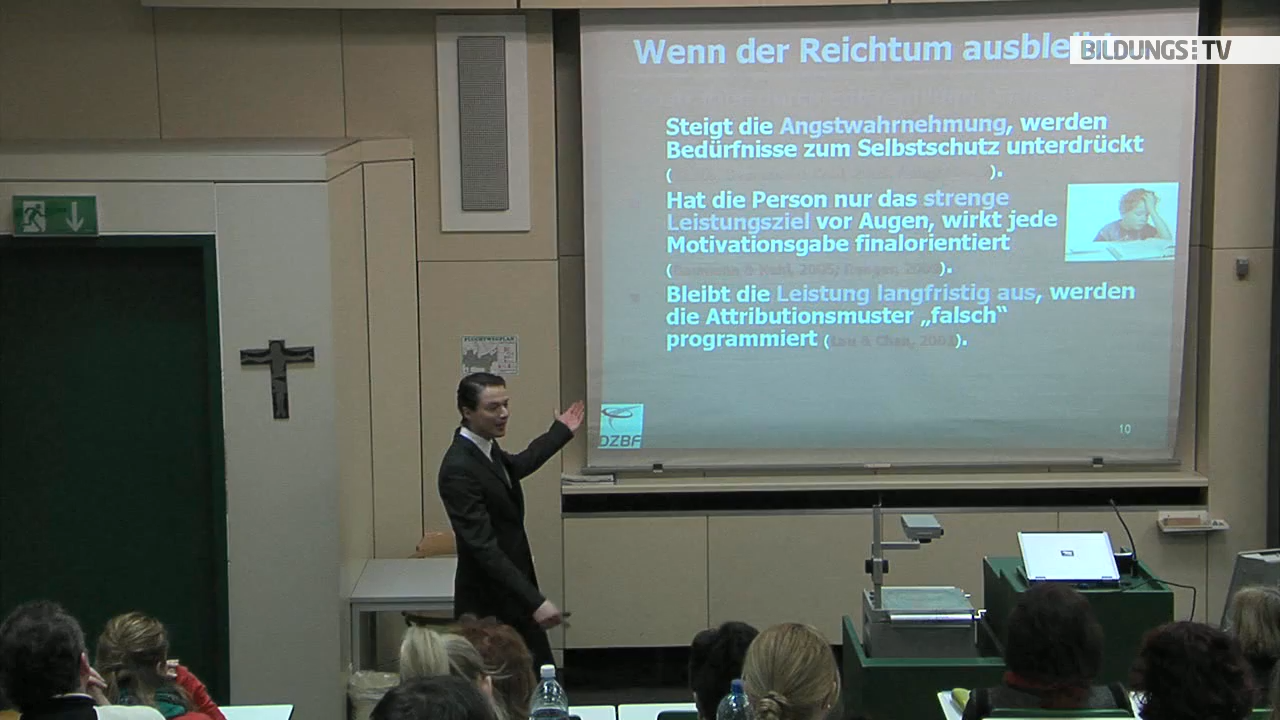 Wenn der Reichtum
BILDUNGS TV
Steigt die Angstwahrnehmung, werden
Bedürfnisse zum Selbstschutz unterdrückt
( ).
Hat die Person nur das strenge
Leistungsziel vor Augen, wirkt jede
Motivationsgabe finalorientiert
( ).
Bleibt die Leistung langfristig aus, werden
die Attributionsmuster „falsch“
programmiert ( ).
DZBF
10
FLUCHTWEGPLAN